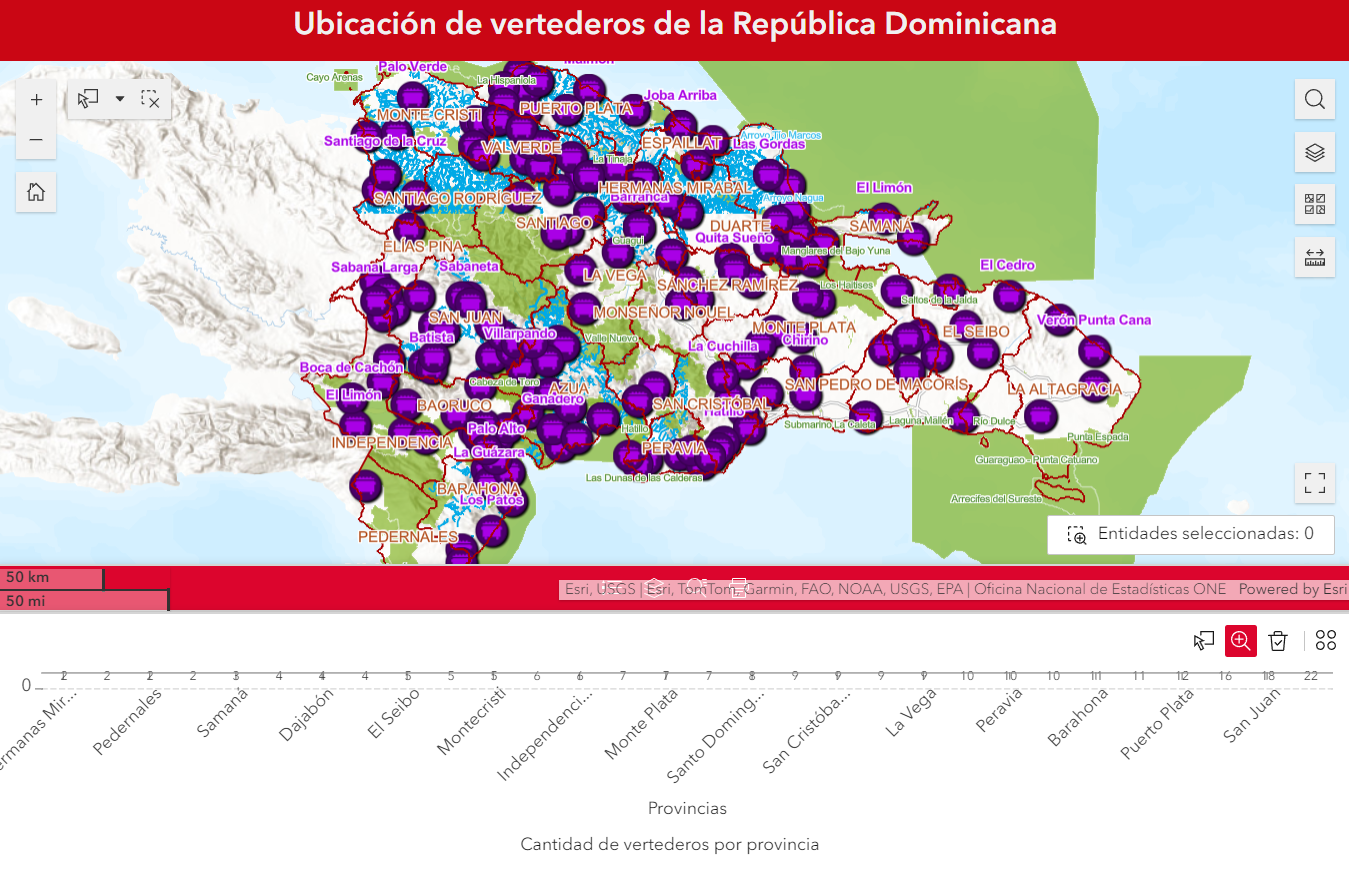 Ubicación de vertederos de la República Dominicana
Palo Verde
Maimón
Cayo Arenas
La Hispaniola
MONTE CRISTI
PUERTO PLATA
Joba Arriba
Santiago de la Cruz
VALVERDE
ESPAILLAT
Arroyo Tío Marcos
Las Gordas
La Tinaja
SANTIAGO RODRÍGUEZ
HERMANAS MIRABAL
Barranca
Arroyo Nagua
El Limón
SANTIAGO
DUARTE
SAMANÁ
ELÍAS PIÑA
Guagui
Quita Sueño
Manglares del Bajo Yuna
Sabana Larga
Sabaneta
LA VEGA
SÁNCHEZ RAMÍREZ
Los Haitises
El Cedro
Saltos de la Jalda
SAN JUAN
MONSEÑOR NOUEL
MONTE PLATA
EL SEIBO
Verón Punta Cana
Batista
Villarpando
Valle Nuevo
La Cuchilla
Chirino
Boca de Cachón
Cabeza de Toro
AZUA
SAN PEDRO DE MACORÍS
LA ALTAGRACIA
El Limón
BAORUCO
Ganadero
SAN CRISTÓBAL
Hatillo
Submarino La Caleta
Laguna Mallén
Río Dulce
INDEPENDENCIA
Palo Alto
Hatillo
PERAVIA
Punta Espada
La Guázara
Guaraguao - Punta Catuano
Las Dunas de las Calderas
BARAHONA
Los Patos
Arrecifes del Sureste
PEDERNALES
Entidades seleccionadas: 0
50 km
50 mi
Esri, USGS | Esri, TomTom, Garmin, FAO, NOAA, USGS, EPA | Oficina Nacional de Estadísticas ONE Powered by Esri
2 2 2 2 3 4 4 4 5 5 5 6 6 7 7 7 8 9 9 9 9 10 10 10 11 11 12 16 18 22
0
ermanas Mir...
Pedernales
Samaná
Dajabón
El Seibo
Montecristi
Independenci...
Monte Plata
Santo Doming...
San Cristóba...
La Vega
Peravia
Barahona
Puerto Plata
San Juan
Provincias
Cantidad de vertederos por provincia